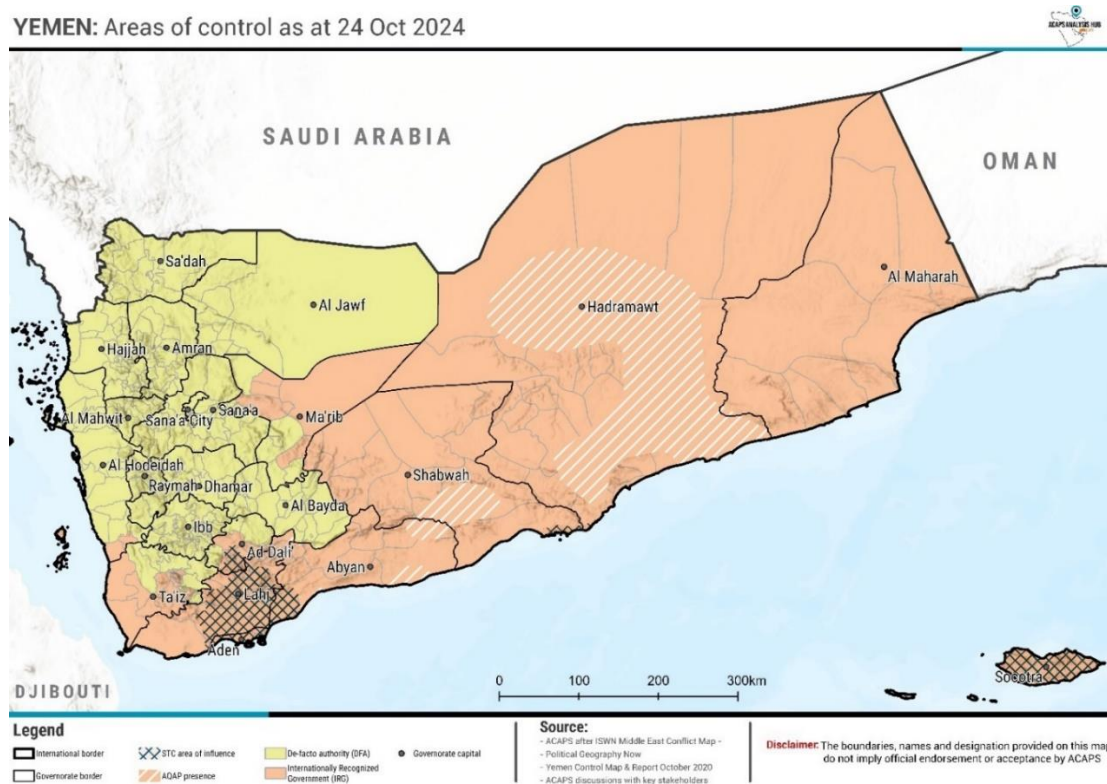 YEMEN: Areas of control as at 24 Oct 2024
ACAPS ANALYSIS HUB
SAUDI ARABIA
OMAN
Sa'dah
Al Jawf
Al Maharah
Hadramawt
Hajjah
Amran
Al Mahwit
Sana'a City
Sana'a
Ma'rib
Al Hodeidah
Raymah
Dhamar
Shabwah
Al Bayda
Ibb
Ad Dali'
Abyan
Ta'iz
Lahj
Aden
Socotra
DJIBOUTI
0 100 200 300km
Legend
International border
STC area of influence
De-facto authority (DFA)
Governorate capital
Governorate border
AQAP presence
Internationally Recognized
Government (IRG)
Source:
- ACAPS after ISWN Middle East Conflict Map -
- Political Geography Now
- Yemen Control Map & Report October 2020
- ACAPS discussions with key stakeholders
Disclaimer: The boundaries, names and designation provided on this map
do not imply official endorsement or acceptance by ACAPS